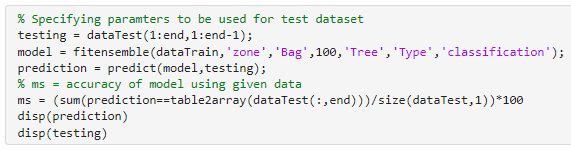 % Specifying paramters to be used for test dataset
testing = dataTest(1:end,1:end-1);
model = fitensemble(dataTrain,'zone','Bag',100,'Tree','Type','classification');
prediction = predict(model,testing);
% ms = accuracy of model using given data
ms = (sum(prediction==table2array(dataTest(:,end)))/size(dataTest,1))*100
disp(prediction)
disp(testing)